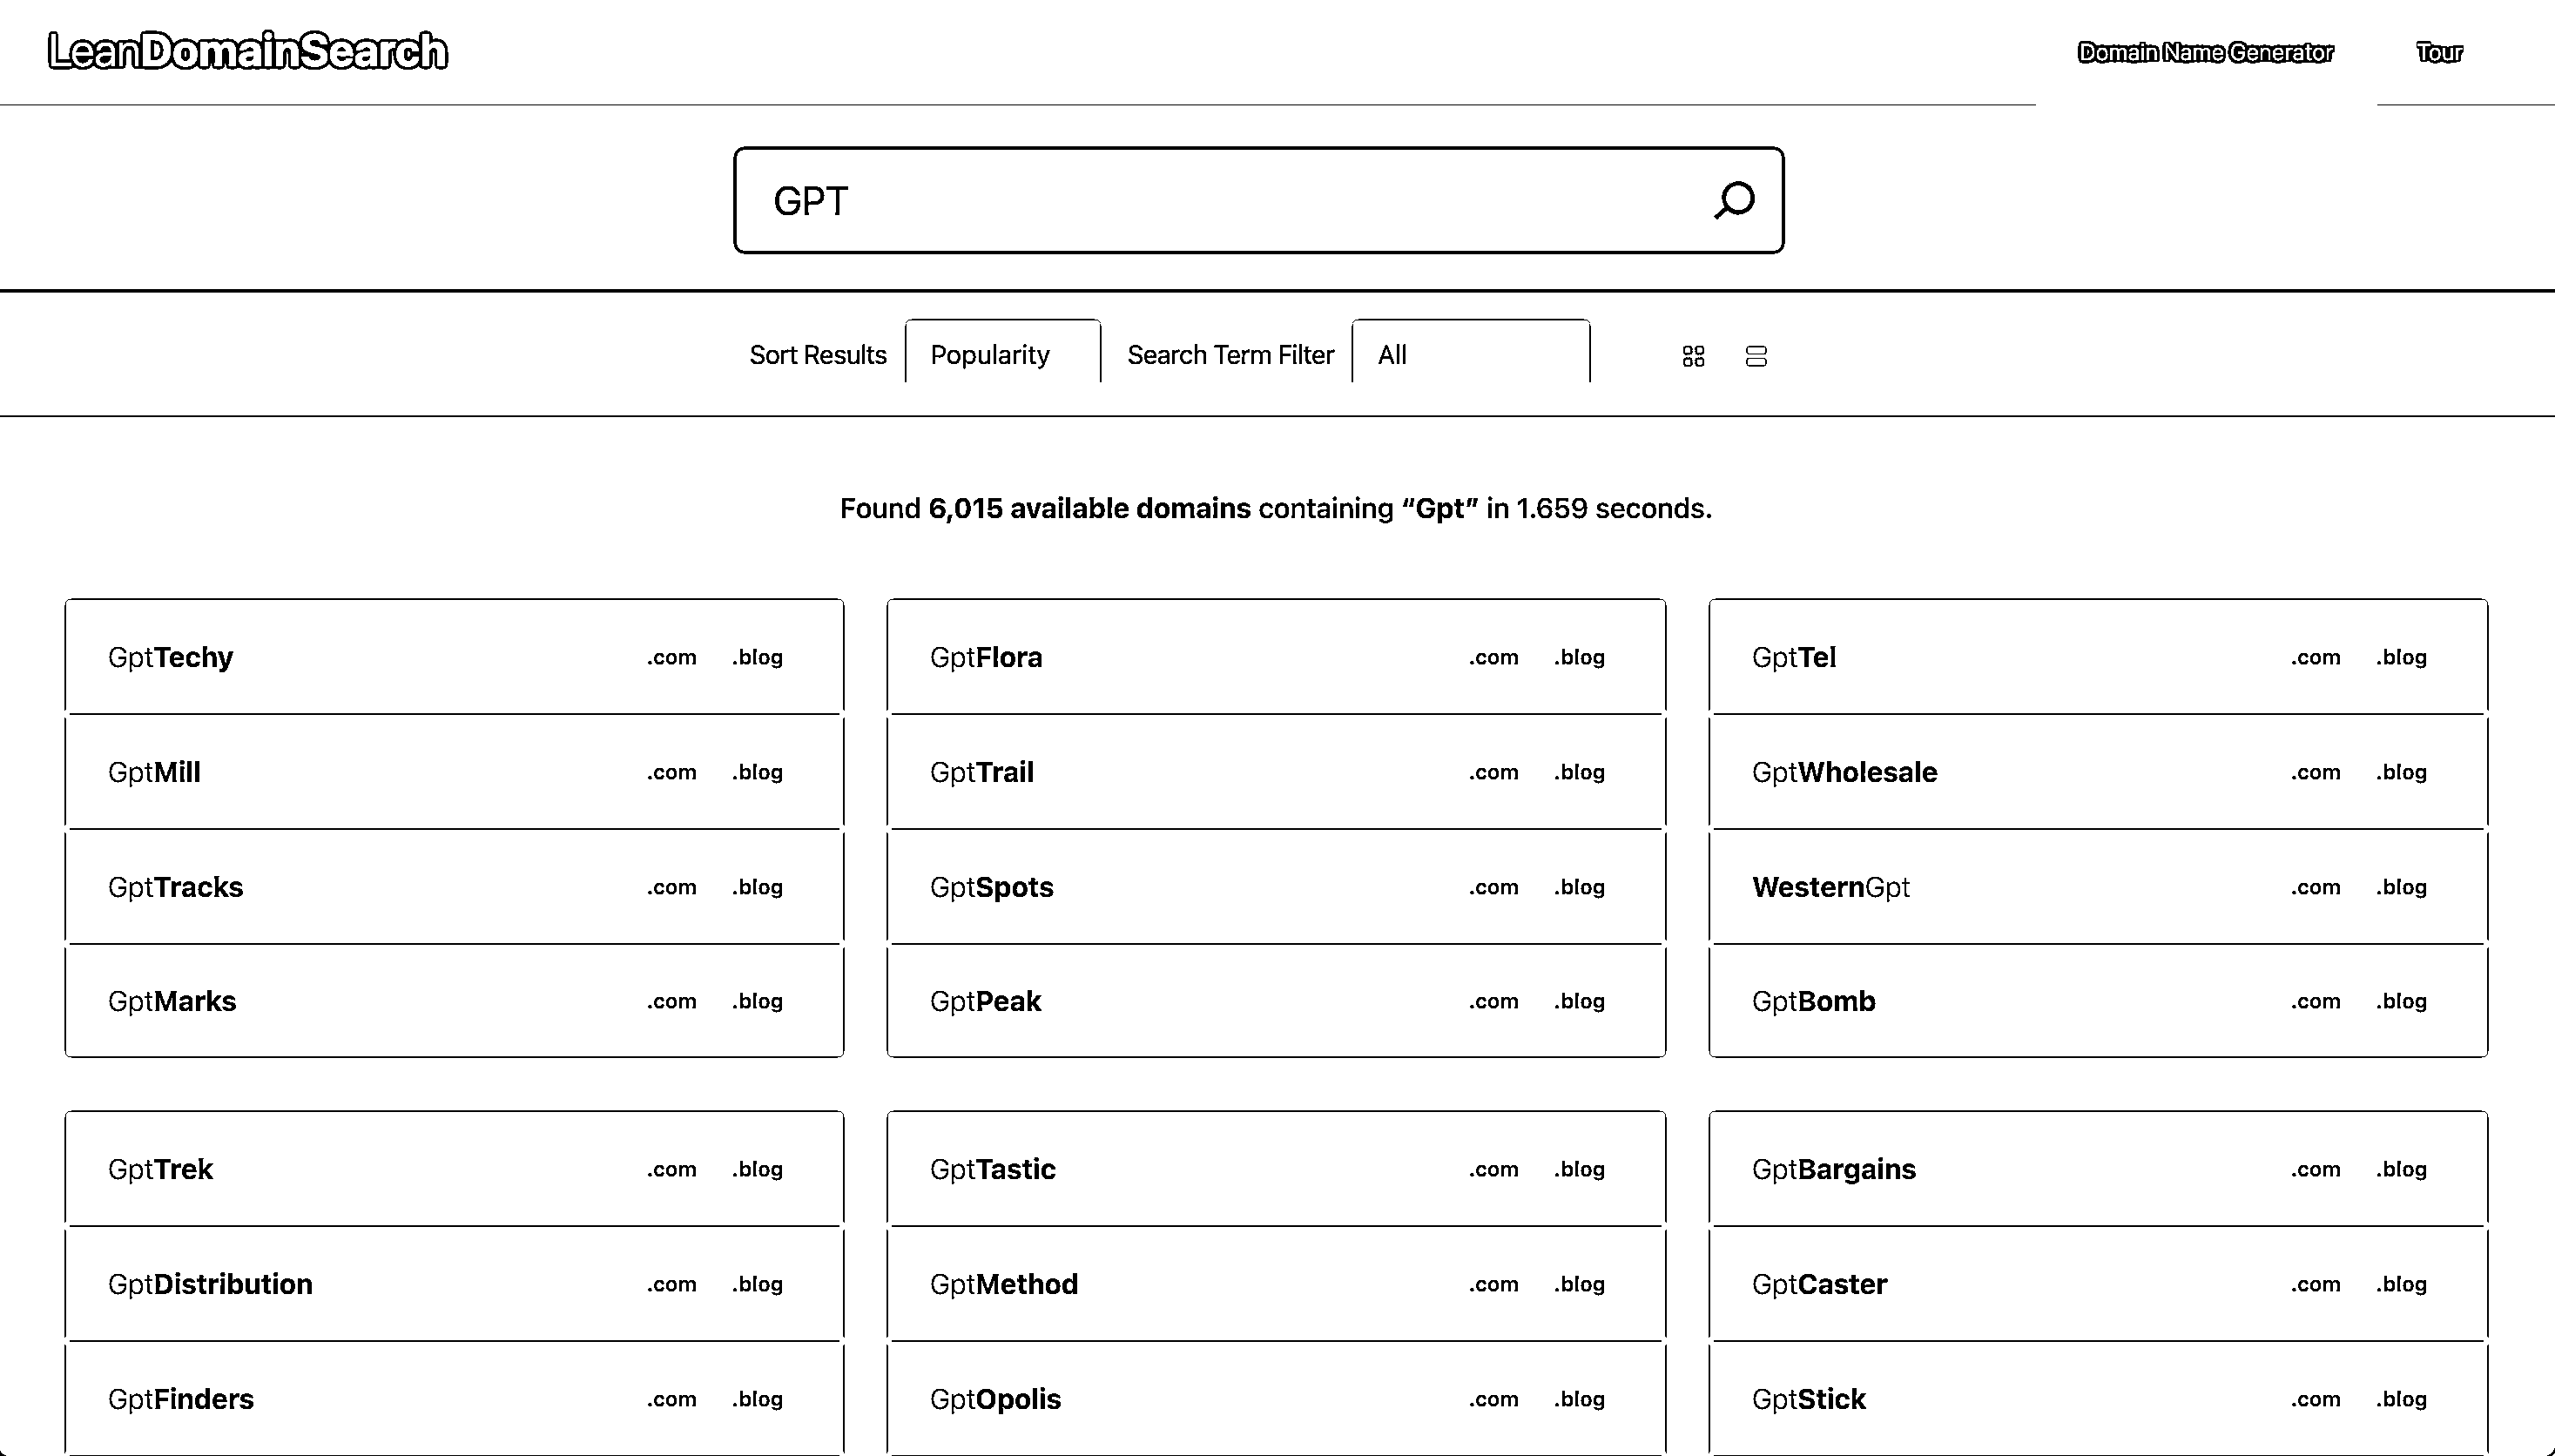 LeanDomainSearch Domain Name Generator Tour
GPT
Sort Results Popularity Search Term Filter All
Found 6,015 available domains containing “Gpt” in 1.659 seconds.
GptTechy .com .blog GptFlora .com .blog GptTel .com .blog
GptMill .com .blog GptTrail .com .blog GptWholesale .com .blog
GptTracks .com .blog GptSpots .com .blog WesternGpt .com .blog
GptMarks .com .blog GptPeak .com .blog GptBomb .com .blog
GptTrek .com .blog GptTastic .com .blog GptBargains .com .blog
GptDistribution .com .blog GptMethod .com .blog GptCaster .com .blog
GptFinders .com .blog GptOpolis .com .blog GptStick .com .blog